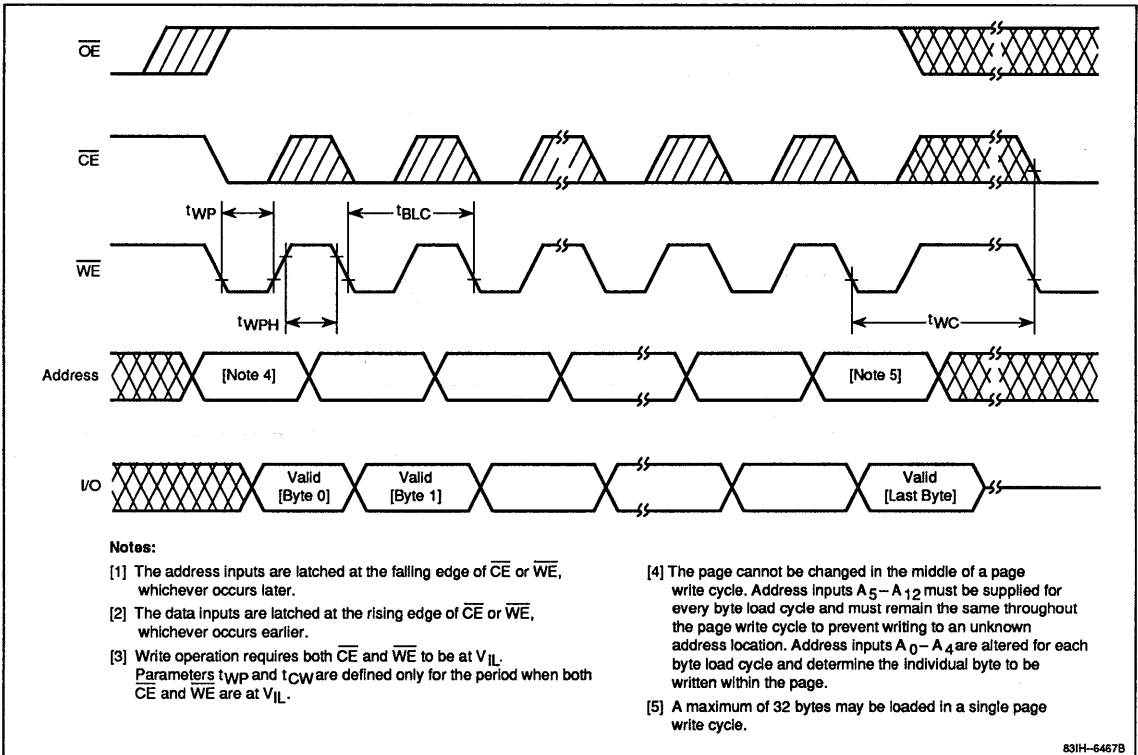 OE
CE
tWP
tBLC
WE
tWPH
tWC
Address
[Note 4]
[Note 5]
I/O
Valid
[Byte 0]
Valid
[Byte 1]
Valid
[Last Byte]
Notes:
[1] The address inputs are latched at the falling edge of CE or WE,
whichever occurs later.
[2] The data inputs are latched at the rising edge of CE or WE,
whichever occurs earlier.
[3] Write operation requires both CE and WE to be at VIL.
Parameters tWP and tCW are defined only for the period when both
CE and WE are at VIL.
[4] The page cannot be changed in the middle of a page
write cycle. Address inputs A5–A12 must be supplied for
every byte load cycle and must remain the same throughout
the page write cycle to prevent writing to an unknown
address location. Address inputs A0–A4 are altered for each
byte load cycle and determine the individual byte to be
written within the page.
[5] A maximum of 32 bytes may be loaded in a single page
write cycle.
83IH–6467B